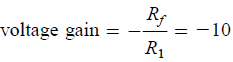 voltage gain = −R_f/R_1 = −10